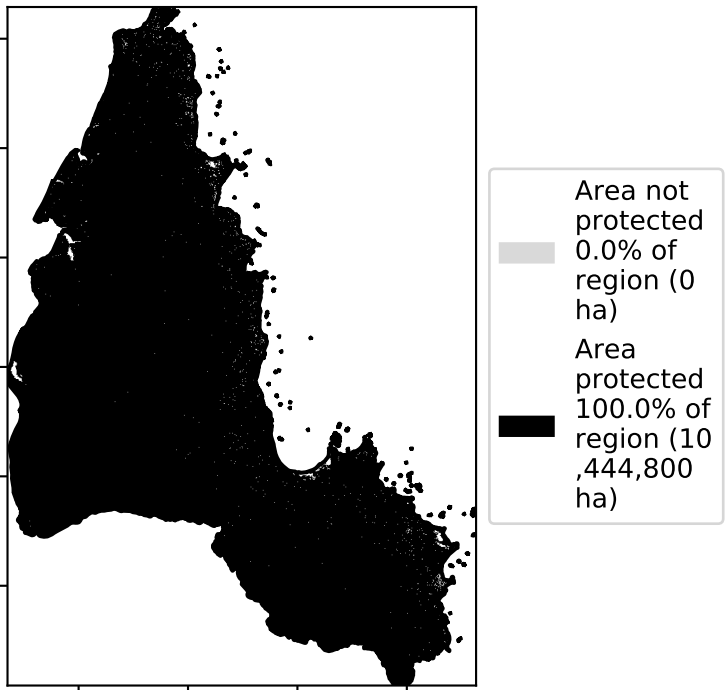 Area not
protected
0.0% of
region (0
ha)
Area
protected
100.0% of
region (10
,444,800
ha)